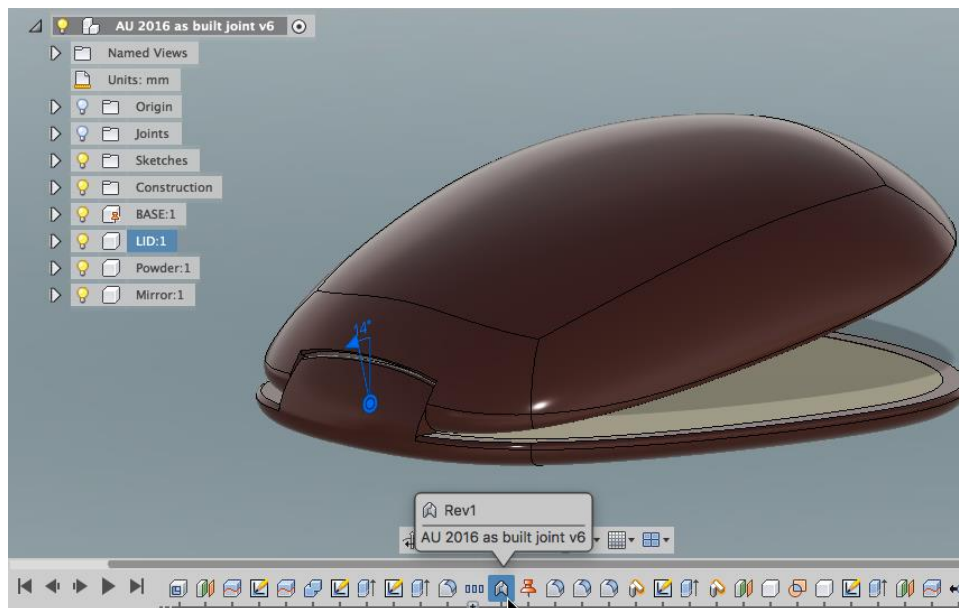 AU 2016 as built joint v6
Named Views
Units: mm
Origin
Joints
Sketches
Construction
BASE:1
LID:1
Powder:1
Mirror:1
14°
Rev1
AU 2016 as built joint v6